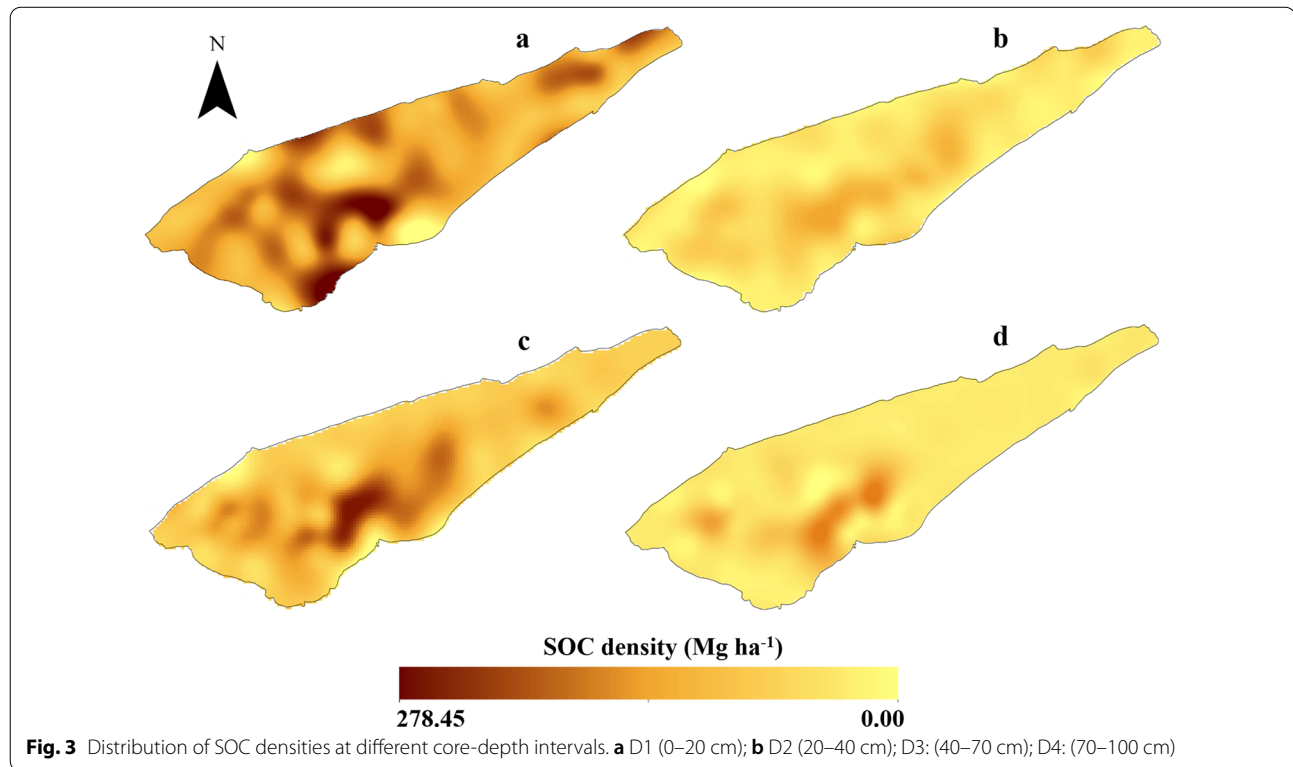 N
a
b
c
d
SOC density (Mg ha-1)
278.45 0.00
Fig. 3 Distribution of SOC densities at different core-depth intervals. a D1 (0–20 cm); b D2 (20–40 cm); D3: (40–70 cm); D4: (70–100 cm)